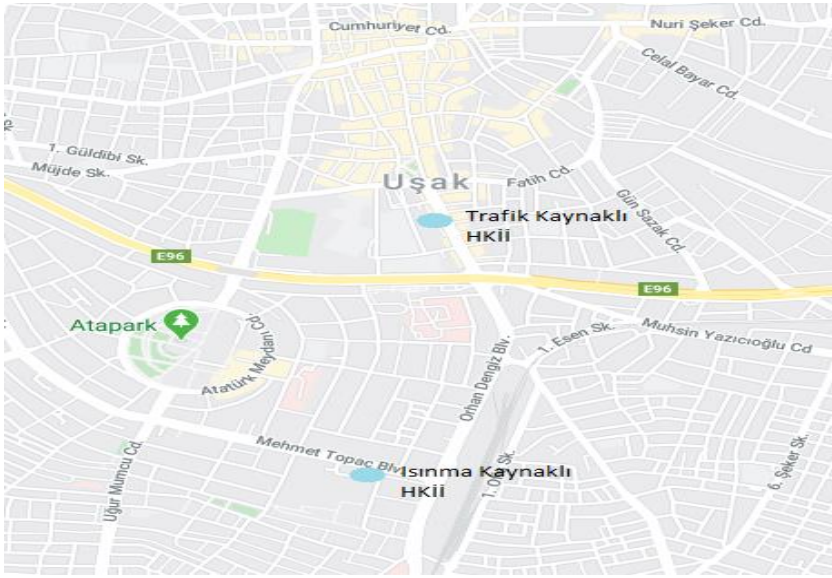 Cumhuriyet Cd.
Nuri Şeker Cd.
Celal Bayar Cd.
1. Güldibi Sk.
Müjde Sk.
Uşak
Fatih Cd.
Gün Sazak Cd.
Trafik Kaynaklı
HKİİ
E96
E96
Atapark
Atatürk Meydanı Cd.
Orhan Dengiz Blv.
1. Esen Sk.
Muhsin Yazıcıoğlu Cd
Mehmet Topaç Blv
Isınma Kaynaklı
HKİİ
Uğur Mumcu Cd.
6. Şeker Sk.